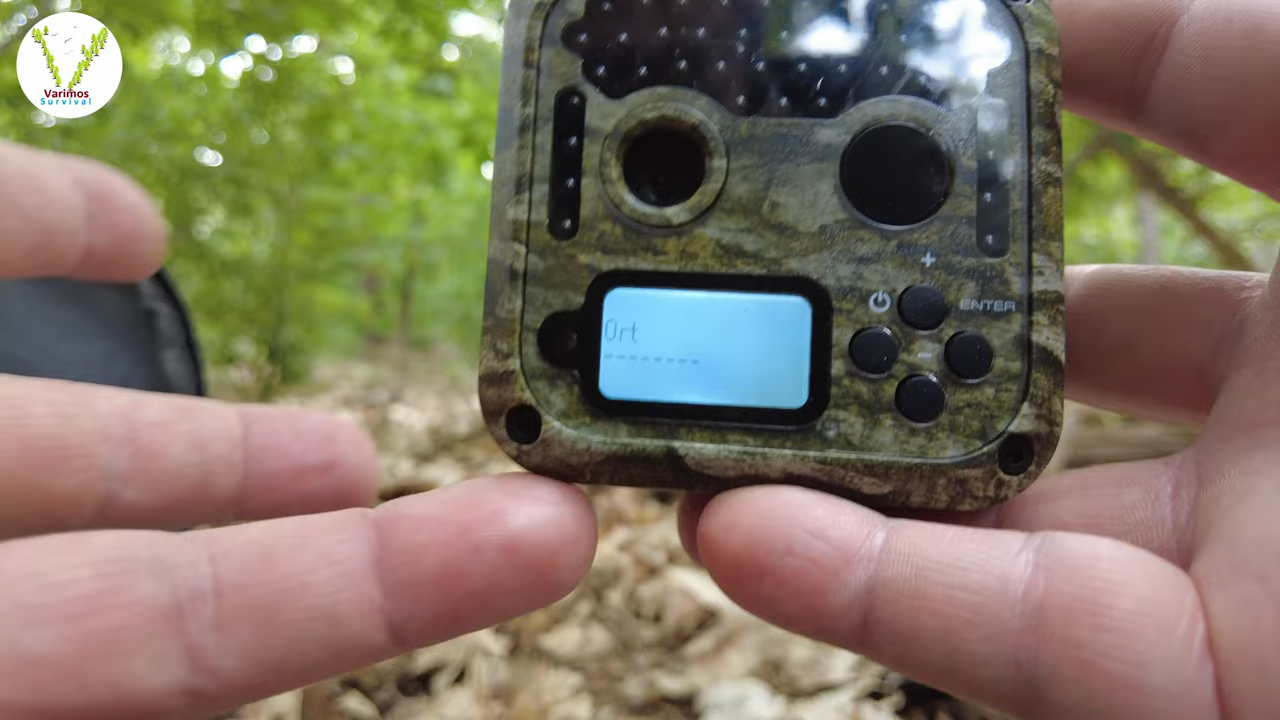 Varimos
Survival
+
ENTER
-
Ort
--------